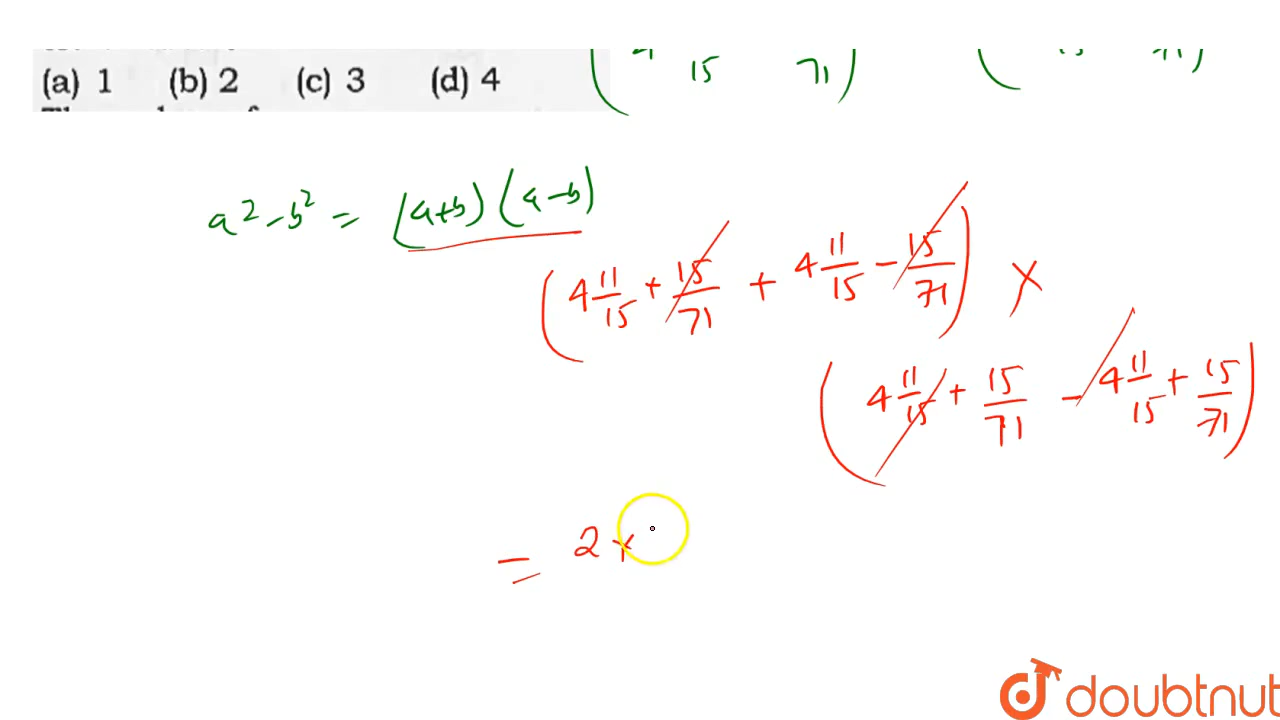 (a) 1 (b) 2 (c) 3 (d) 4
15 71
a² - b² = (a+b) (a-b)
(4 11/15 + 15/71 + 4 11/15 - 15/71) ×
(4 11/15 + 15/71 - 4 11/15 + 15/71)
= 2 ×
doubtnut